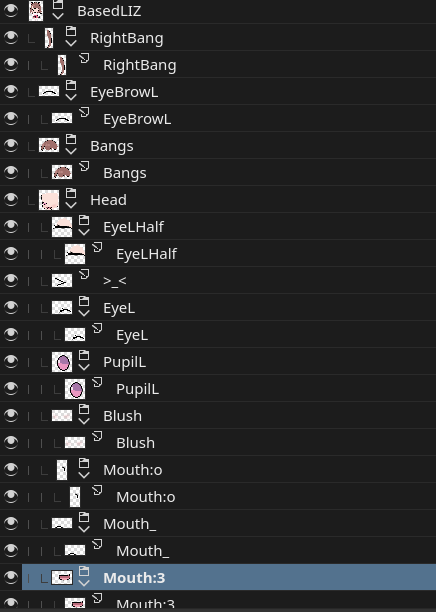 BasedLIZ
RightBang
RightBang
EyeBrowL
EyeBrowL
Bangs
Bangs
Head
EyeLHalf
EyeLHalf
>_<
EyeL
EyeL
PupilL
PupilL
Blush
Blush
Mouth:o
Mouth:o
Mouth_
Mouth_
Mouth:3
Mouth:3